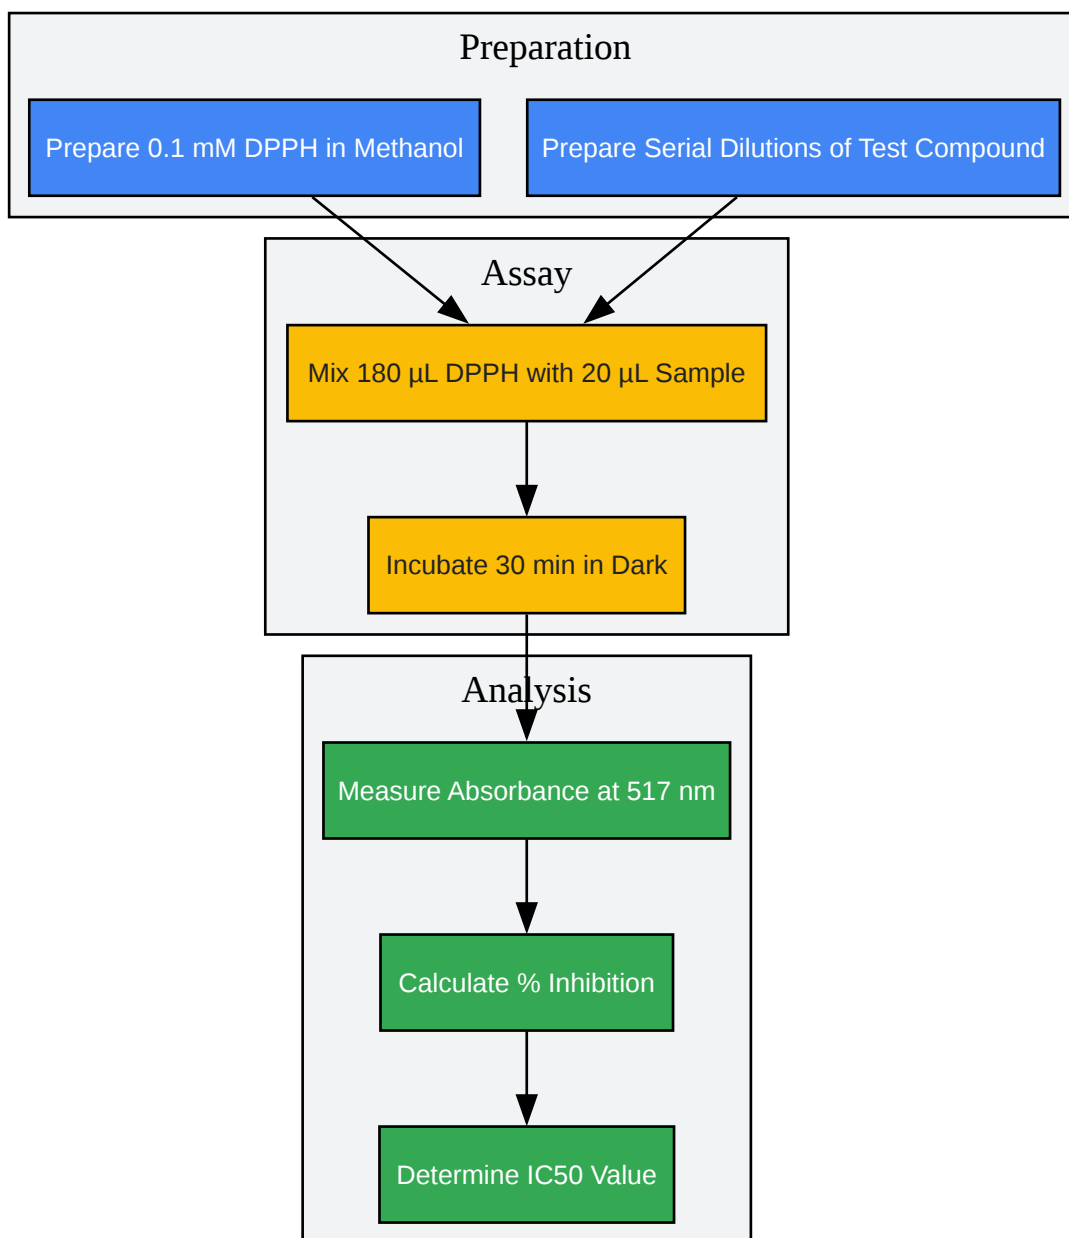 Preparation
Prepare 0.1 mM DPPH in Methanol
Prepare Serial Dilutions of Test Compound
Assay
Mix 180 µL DPPH with 20 µL Sample
Incubate 30 min in Dark
Analysis
Measure Absorbance at 517 nm
Calculate % Inhibition
Determine IC50 Value